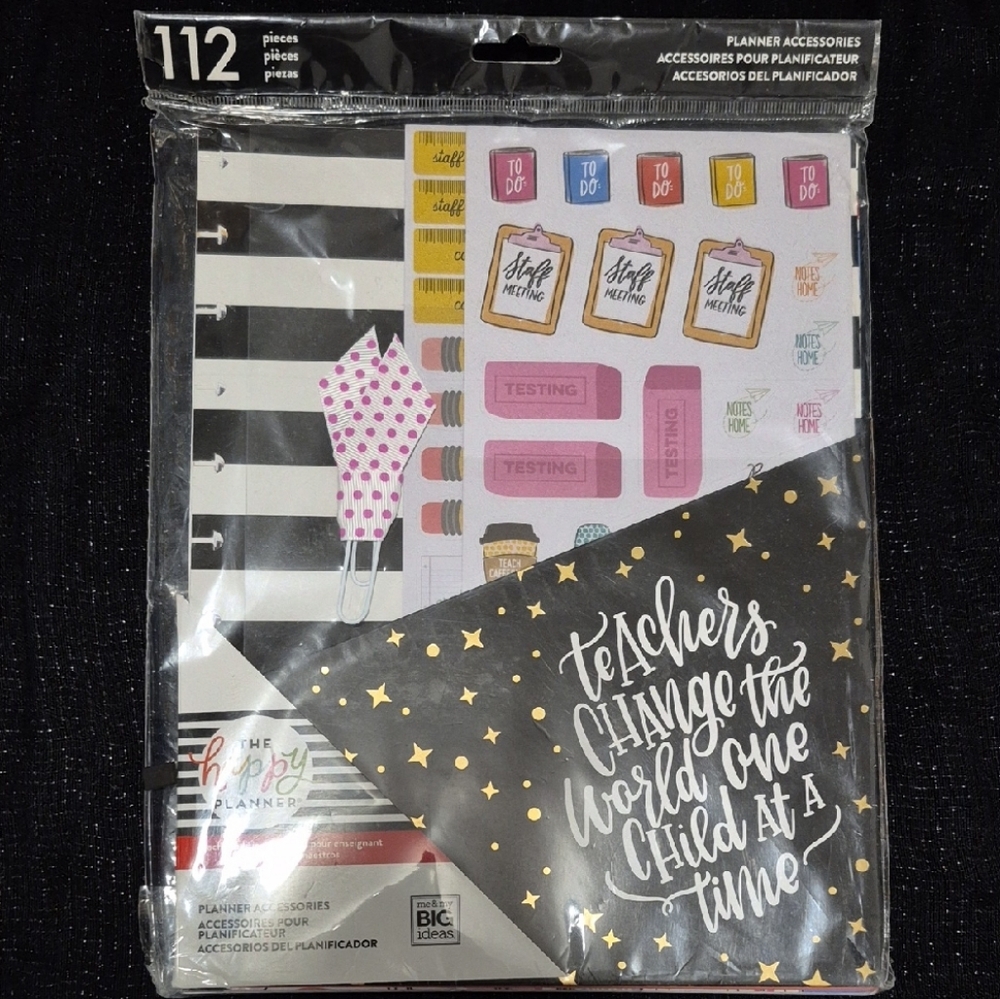 112
pieces
pièces
piezas
PLANNER ACCESSORIES
ACCESSOIRES POUR PLANIFICATEUR
ACCESORIOS DEL PLANIFICADOR
staff
staff
TO DO:
TO DO:
TO DO:
TO DO:
TO DO:
Staff
MEETING
Staff
MEETING
Staff
MEETING
NOTES
HOME
NOTES
HOME
NOTES
HOME
NOTES
HOME
TESTING
TESTING
TESTING
TEACH
teachers
CHANGE the
world one
CHild At A
time
THE
happy
PLANNER
pour enseignant
PLANNER ACCESSORIES
ACCESSOIRES POUR
PLANIFICATEUR
ACCESORIOS DEL PLANIFICADOR
me & my
BIG
ideas